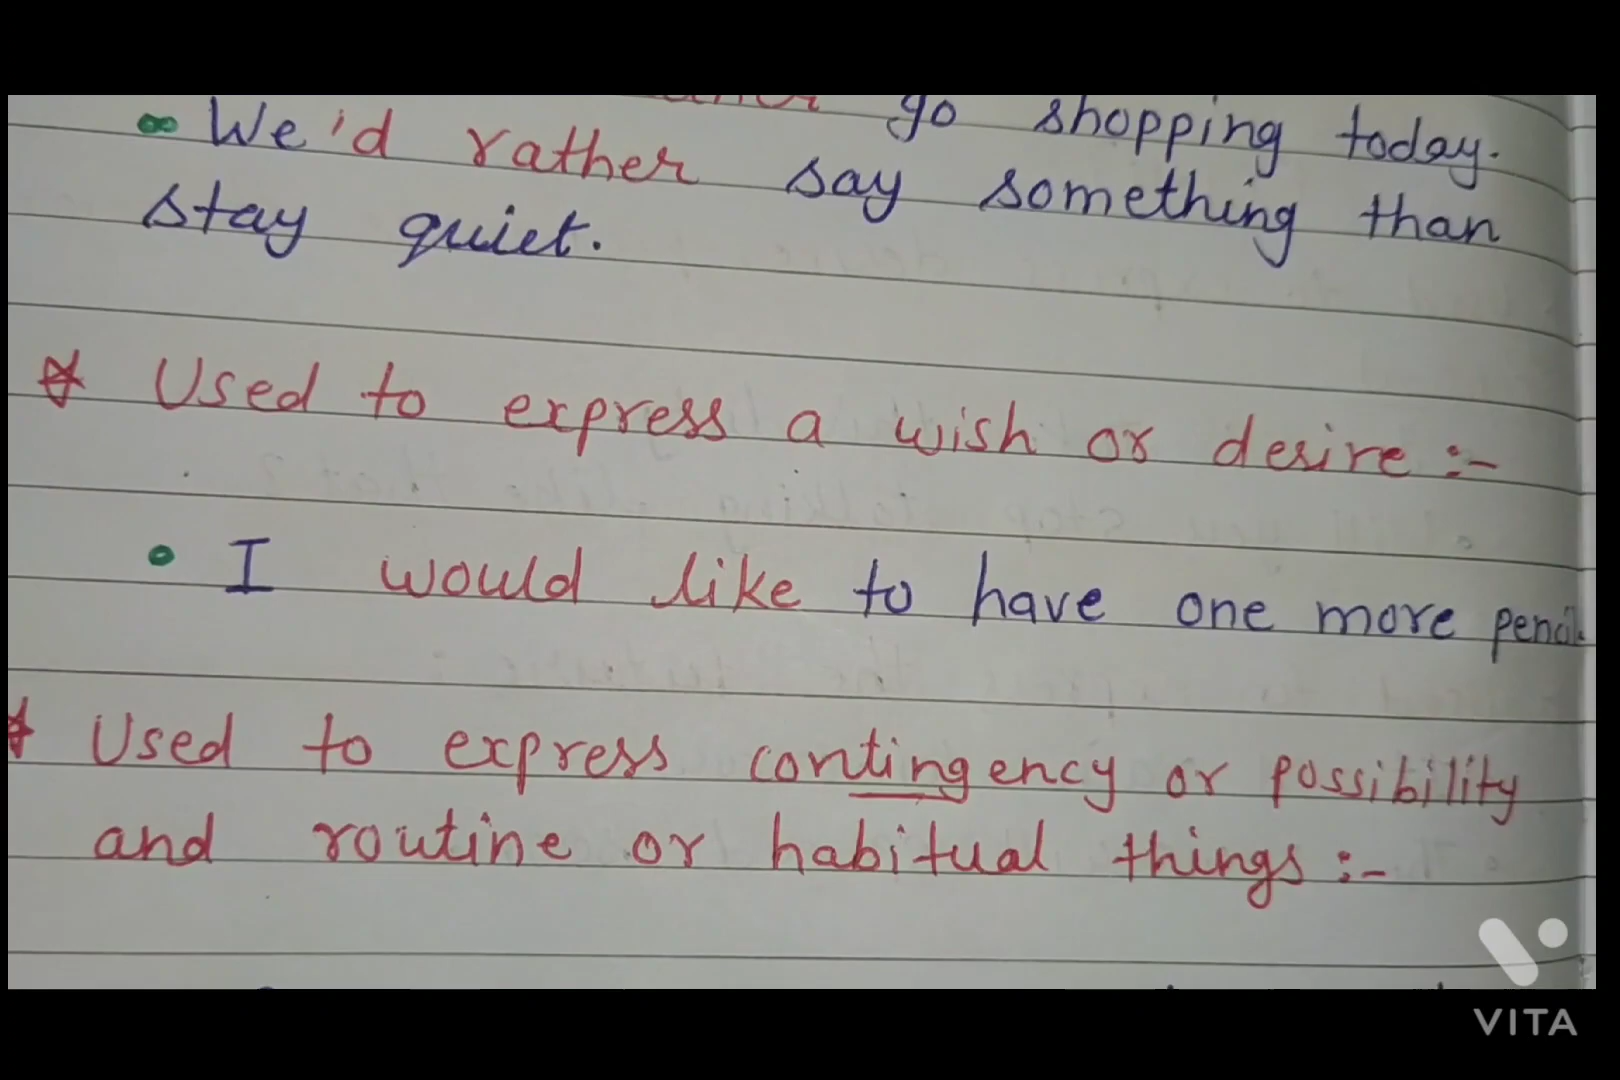 go shopping today.
We'd rather say something than
stay quiet.
Used to express a wish or desire :-
I would like to have one more pencil
Used to express contingency or possibility
and routine or habitual things :-
VITA